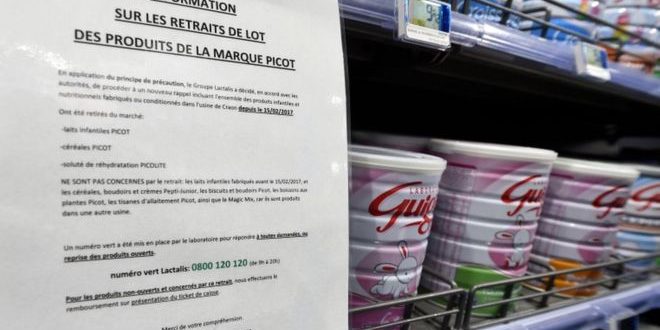 SUR LES RETRAITS DE LOT
DES PRODUITS DE LA MARQUE PICOT
En application du principe de précaution, le Groupe Lactalis a décidé, en accord avec les
autorités, de procéder à un nouveau rappel incluant l'ensemble des produits infantiles et
nutritionnels fabriqués ou conditionnés dans l'usine de Craon depuis le 15/02/2017
Ont été retirés du marché:
-laits infantiles PICOT
-céréales PICOT
-soluté de réhydratation PICOLITE
NE SONT PAS CONCERNES par le retrait: les laits infantiles fabriqués avant le 15/02/2017, et
les céréales, boudoirs et crèmes Pepti-Junior, les biscuits et boudoirs Picot, les boissons aux
plantes Picot, les tisanes d'allaitement Picot, ainsi que le Magic Mix, car ils sont produits
dans une autre usine.
Un numéro vert a été mis en place par le laboratoire pour répondre à toutes demandes, ou
reprise des produits ouverts.
numéro vert Lactalis: 0800 120 120 (de 9h à 20h)
Pour les produits non-ouverts et concernés par ce retrait, nous effectuons le
remboursement sur présentation du ticket de caisse.
Merci de votre compréhension
Guig